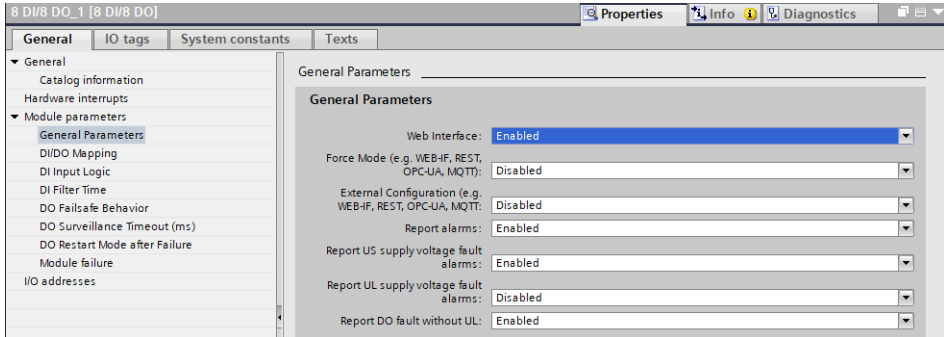 8 DI/8 DO_1 [8 DI/8 DO]
Properties
Info
Diagnostics
General
IO tags
System constants
Texts
General
Catalog information
Hardware interrupts
Module parameters
General Parameters
DI/DO Mapping
DI Input Logic
DI Filter Time
DO Failsafe Behavior
DO Surveillance Timeout (ms)
DO Restart Mode after Failure
Module failure
I/O addresses
General Parameters
General Parameters
Web Interface: Enabled
Force Mode (e.g. WEB-IF, REST,
OPC-UA, MQTT): Disabled
External Configuration (e.g.
WEB-IF, REST, OPC-UA, MQTT: Disabled
Report alarms: Enabled
Report US supply voltage fault
alarms: Enabled
Report UL supply voltage fault
alarms: Disabled
Report DO fault without UL: Enabled